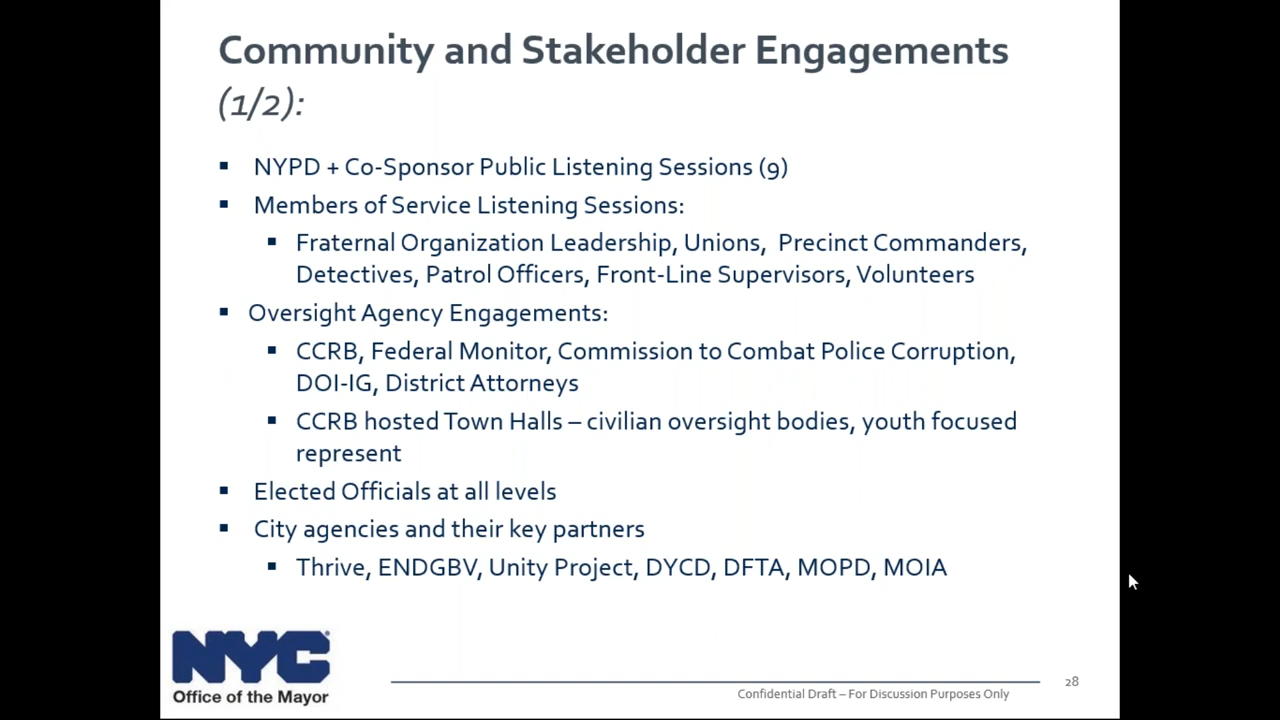 Community and Stakeholder Engagements
(1/2):
▪ NYPD + Co-Sponsor Public Listening Sessions (9)
▪ Members of Service Listening Sessions:
▪ Fraternal Organization Leadership, Unions,  Precinct Commanders,
Detectives, Patrol Officers, Front-Line Supervisors, Volunteers
▪ Oversight Agency Engagements:
▪ CCRB, Federal Monitor, Commission to Combat Police Corruption,
DOI-IG, District Attorneys
▪ CCRB hosted Town Halls – civilian oversight bodies, youth focused
represent
▪ Elected Officials at all levels
▪ City agencies and their key partners
▪ Thrive, ENDGBV, Unity Project, DYCD, DFTA, MOPD, MOIA
NYC
Office of the Mayor
Confidential Draft – For Discussion Purposes Only
28